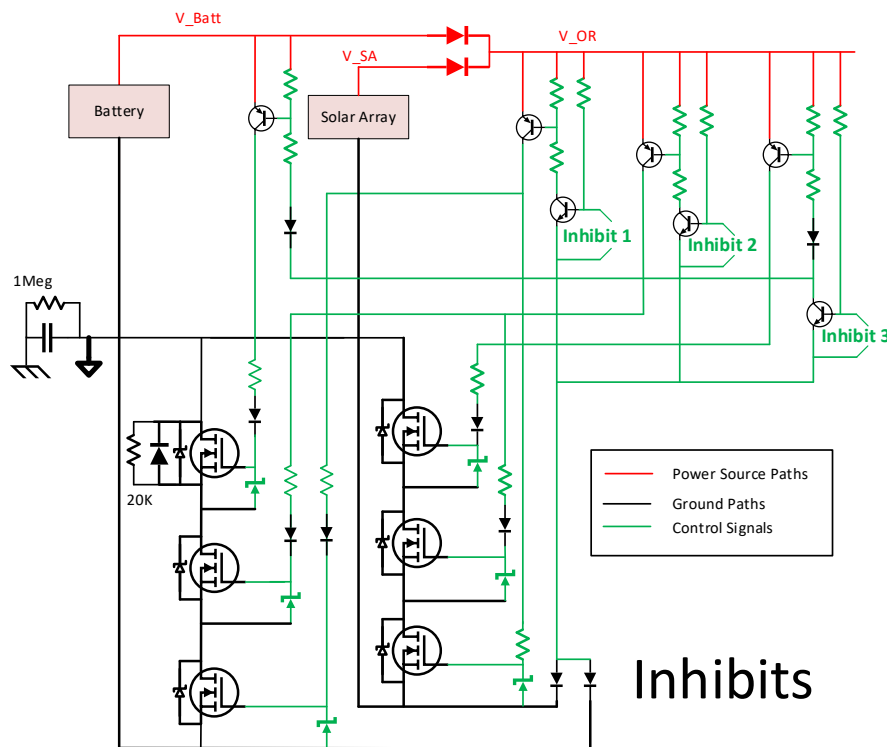 V_Batt
V_SA
V_OR
Battery
Solar Array
Inhibit 1
Inhibit 2
1Meg
Inhibit 3
Power Source Paths
20K
Ground Paths
Control Signals
Inhibits